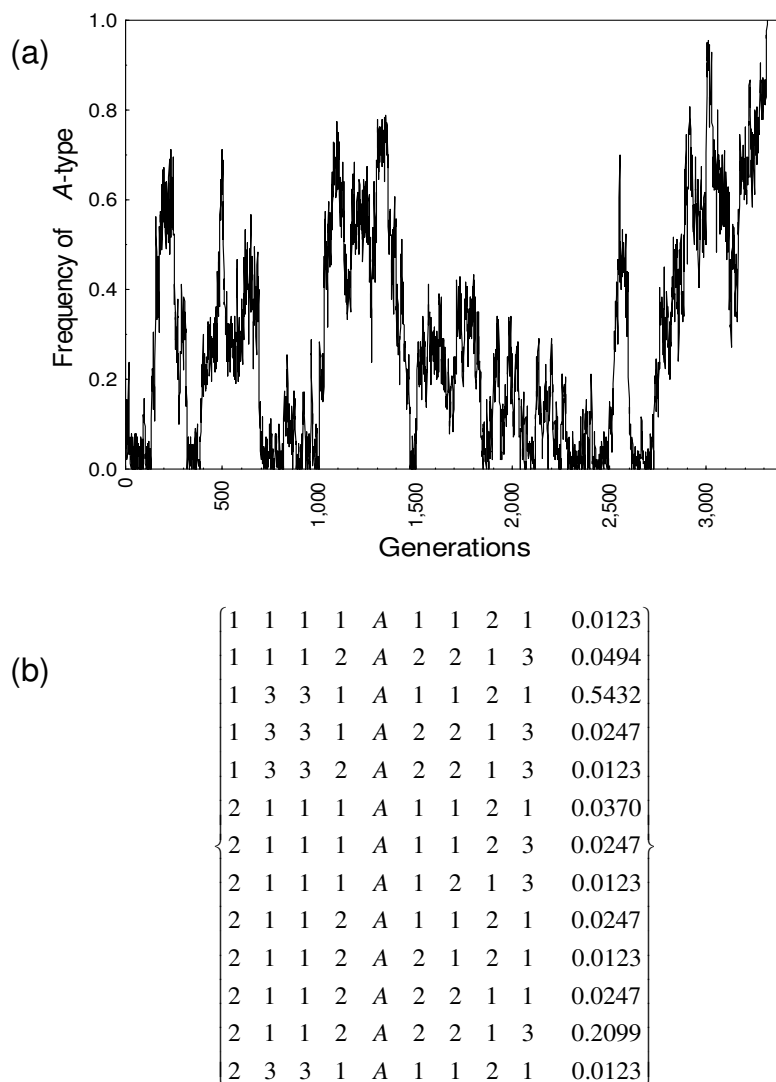 (a)
1.0
0.8
0.6
0.4
0.2
0.0
Frequency of A-type
0
500
1,000
1,500
2,000
2,500
3,000
Generations
(b)
1 1 1 1 A 1 1 2 1 0.0123
1 1 1 2 A 2 2 1 3 0.0494
1 3 3 1 A 1 1 2 1 0.5432
1 3 3 1 A 2 2 1 3 0.0247
1 3 3 2 A 2 2 1 3 0.0123
2 1 1 1 A 1 1 2 1 0.0370
2 1 1 1 A 1 1 2 3 0.0247
2 1 1 1 A 1 2 1 3 0.0123
2 1 1 2 A 1 1 2 1 0.0247
2 1 1 2 A 2 1 2 1 0.0123
2 1 1 2 A 2 2 1 1 0.0247
2 1 1 2 A 2 2 1 3 0.2099
2 3 3 1 A 1 1 2 1 0.0123